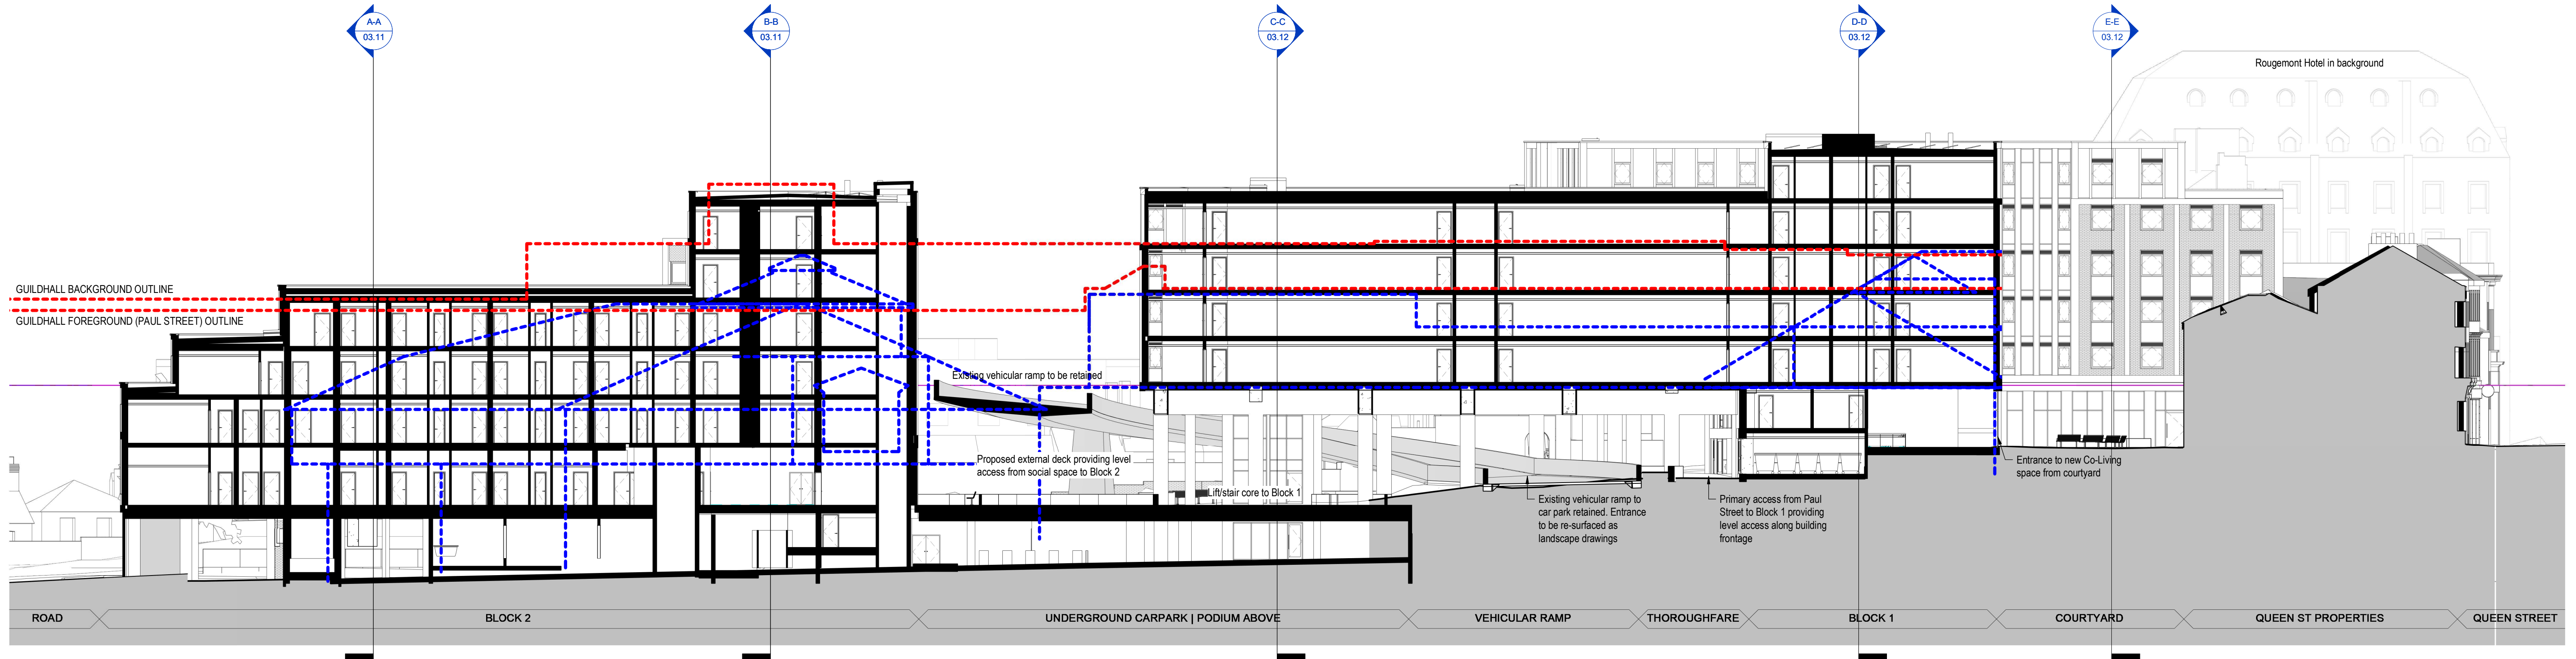 A-A
03.11
B-B
03.11
C-C
03.12
D-D
03.12
E-E
03.12
Rougemont Hotel in background
GUILDHALL BACKGROUND OUTLINE
GUILDHALL FOREGROUND (PAUL STREET) OUTLINE
Existing vehicular ramp to be retained
Proposed external deck providing level
access from social space to Block 2
Lift/stair core to Block 1
Existing vehicular ramp to
car park retained. Entrance
to be re-surfaced as
landscape drawings
Primary access from Paul
Street to Block 1 providing
level access along building
frontage
Entrance to new Co-Living
space from courtyard
ROAD
BLOCK 2
UNDERGROUND CARPARK | PODIUM ABOVE
VEHICULAR RAMP
THOROUGHFARE
BLOCK 1
COURTYARD
QUEEN ST PROPERTIES
QUEEN STREET